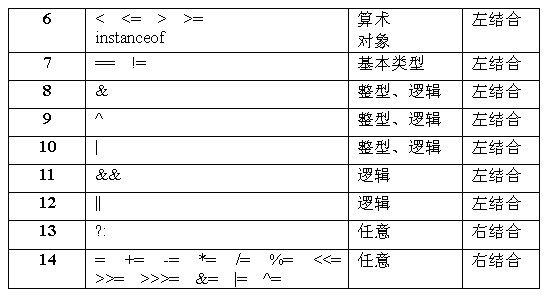 6 < <= > >= 算术 左结合
instanceof 对象
7 == != 基本类型 左结合
8 & 整型、逻辑 左结合
9 ^ 整型、逻辑 左结合
10 | 整型、逻辑 左结合
11 && 逻辑 左结合
12 || 逻辑 左结合
13 ?: 任意 右结合
14 = += -= *= /= %= <<= 任意 右结合
>>= >>>= &= |= ^=